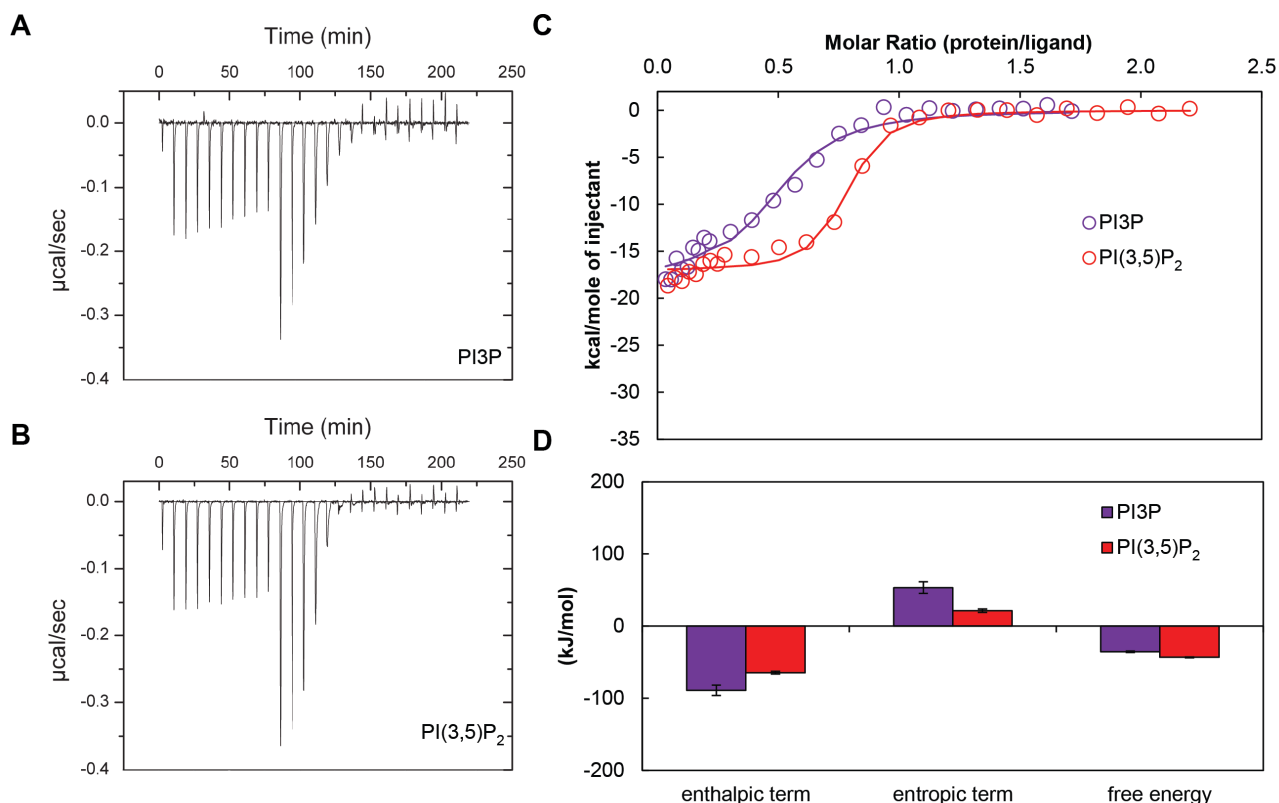 A
Time (min)
0 50 100 150 200 250
0.0
-0.1
-0.2
-0.3
-0.4
µcal/sec
PI3P
B
Time (min)
0 50 100 150 200 250
0.0
-0.1
-0.2
-0.3
-0.4
µcal/sec
PI(3,5)P₂
C
Molar Ratio (protein/ligand)
0.0 0.5 1.0 1.5 2.0 2.5
0
-5
-10
-15
-20
-25
-30
-35
kcal/mole of injectant
PI3P
PI(3,5)P₂
D
200
100
0
-100
-200
(kJ/mol)
PI3P
PI(3,5)P₂
enthalpic term entropic term free energy